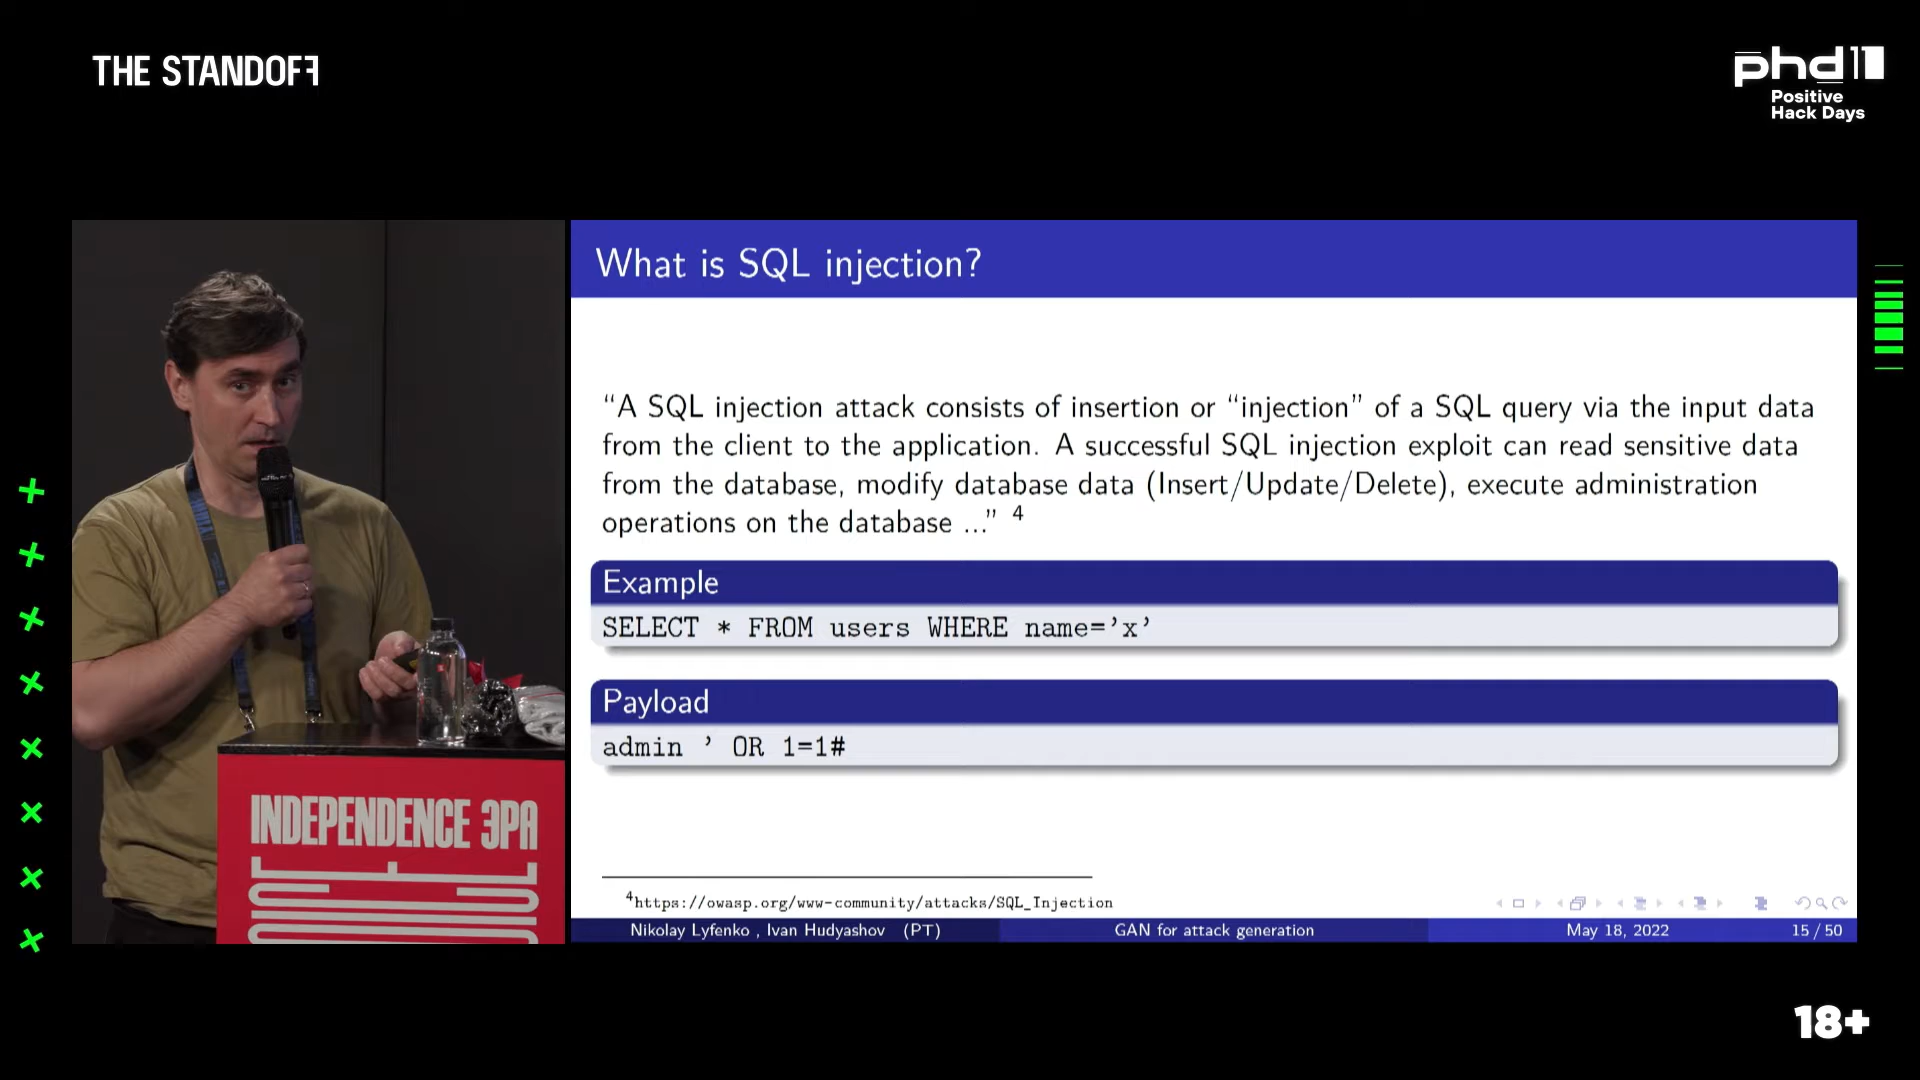 THE STANDOFF
phd11
Positive
Hack Days
What is SQL injection?
“A SQL injection attack consists of insertion or “injection” of a SQL query via the input data
from the client to the application. A successful SQL injection exploit can read sensitive data
from the database, modify database data (Insert/Update/Delete), execute administration
operations on the database ...” 4
Example
SELECT * FROM users WHERE name=’x’
Payload
admin ’ OR 1=1#
4https://owasp.org/www-community/attacks/SQL_Injection
Nikolay Lyfenko , Ivan Hudyashov (PT) GAN for attack generation May 18, 2022 15 / 50
INDEPENDENCE ЭРА
18+